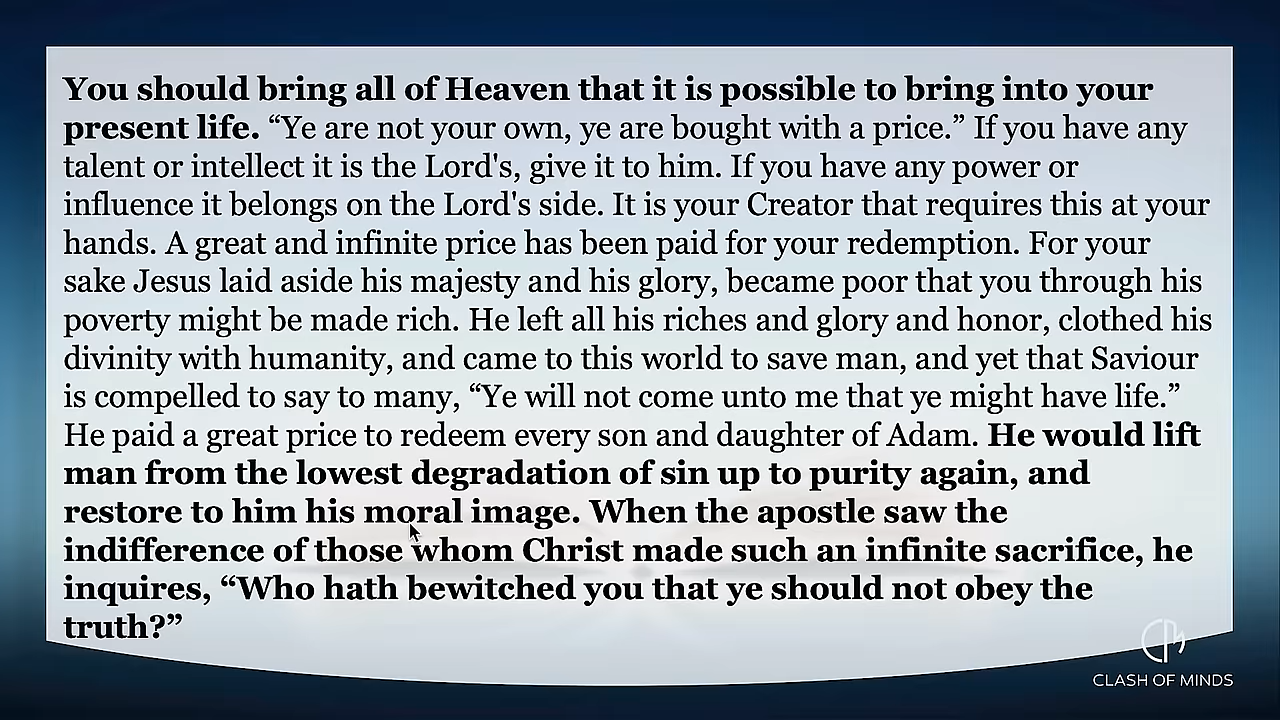 You should bring all of Heaven that it is possible to bring into your
present life. “Ye are not your own, ye are bought with a price.” If you have any
talent or intellect it is the Lord's, give it to him. If you have any power or
influence it belongs on the Lord's side. It is your Creator that requires this at your
hands. A great and infinite price has been paid for your redemption. For your
sake Jesus laid aside his majesty and his glory, became poor that you through his
poverty might be made rich. He left all his riches and glory and honor, clothed his
divinity with humanity, and came to this world to save man, and yet that Saviour
is compelled to say to many, “Ye will not come unto me that ye might have life.”
He paid a great price to redeem every son and daughter of Adam. He would lift
man from the lowest degradation of sin up to purity again, and
restore to him his moral image. When the apostle saw the
indifference of those whom Christ made such an infinite sacrifice, he
inquires, “Who hath bewitched you that ye should not obey the
truth?”
CLASH OF MINDS